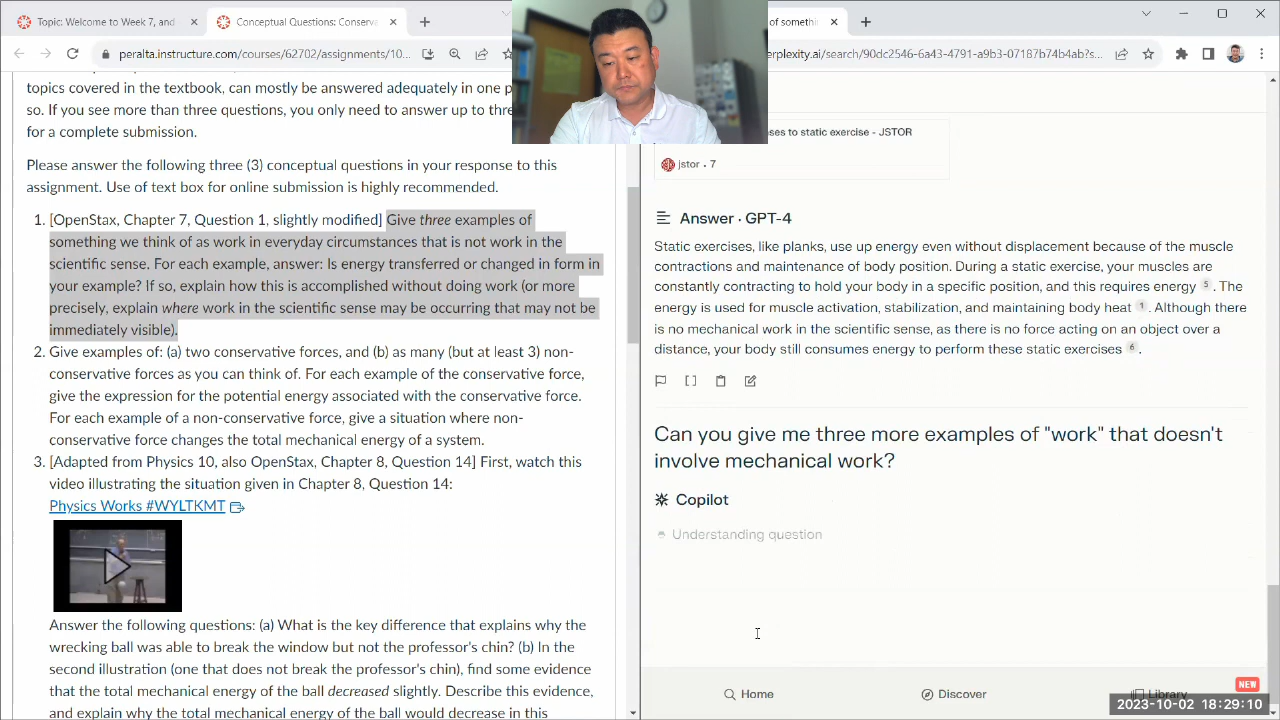 Topic: Welcome to Week 7, and
Conceptual Questions: Conserva
of somethi
peralta.instructure.com/courses/62702/assignments/10...
perplexity.ai/search/90dc2546-6a43-4791-a9b3-07187b74b4ab?s...
topics covered in the textbook, can mostly be answered adequately in one p
so. If you see more than three questions, you only need to answer up to thre
for a complete submission.
Please answer the following three (3) conceptual questions in your response to this
assignment. Use of text box for online submission is highly recommended.
1. [OpenStax, Chapter 7, Question 1, slightly modified] Give three examples of
something we think of as work in everyday circumstances that is not work in the
scientific sense. For each example, answer: Is energy transferred or changed in form in
your example? If so, explain how this is accomplished without doing work (or more
precisely, explain where work in the scientific sense may be occurring that may not be
immediately visible).
2. Give examples of: (a) two conservative forces, and (b) as many (but at least 3) non-
conservative forces as you can think of. For each example of the conservative force,
give the expression for the potential energy associated with the conservative force.
For each example of a non-conservative force, give a situation where non-
conservative force changes the total mechanical energy of a system.
3. [Adapted from Physics 10, also OpenStax, Chapter 8, Question 14] First, watch this
video illustrating the situation given in Chapter 8, Question 14:
Physics Works #WYLTKMT
Answer the following questions: (a) What is the key difference that explains why the
wrecking ball was able to break the window but not the professor's chin? (b) In the
second illustration (one that does not break the professor's chin), find some evidence
that the total mechanical energy of the ball decreased slightly. Describe this evidence,
and explain why the total mechanical energy of the ball would decrease in this
nses to static exercise - JSTOR
jstor · 7
Answer · GPT-4
Static exercises, like planks, use up energy even without displacement because of the muscle
contractions and maintenance of body position. During a static exercise, your muscles are
constantly contracting to hold your body in a specific position, and this requires energy 5 . The
energy is used for muscle activation, stabilization, and maintaining body heat 1 . Although there
is no mechanical work in the scientific sense, as there is no force acting on an object over a
distance, your body still consumes energy to perform these static exercises 6 .
Can you give me three more examples of "work" that doesn't
involve mechanical work?
Copilot
Understanding question
Home
Discover
Library
NEW
2023-10-02 18:29:10